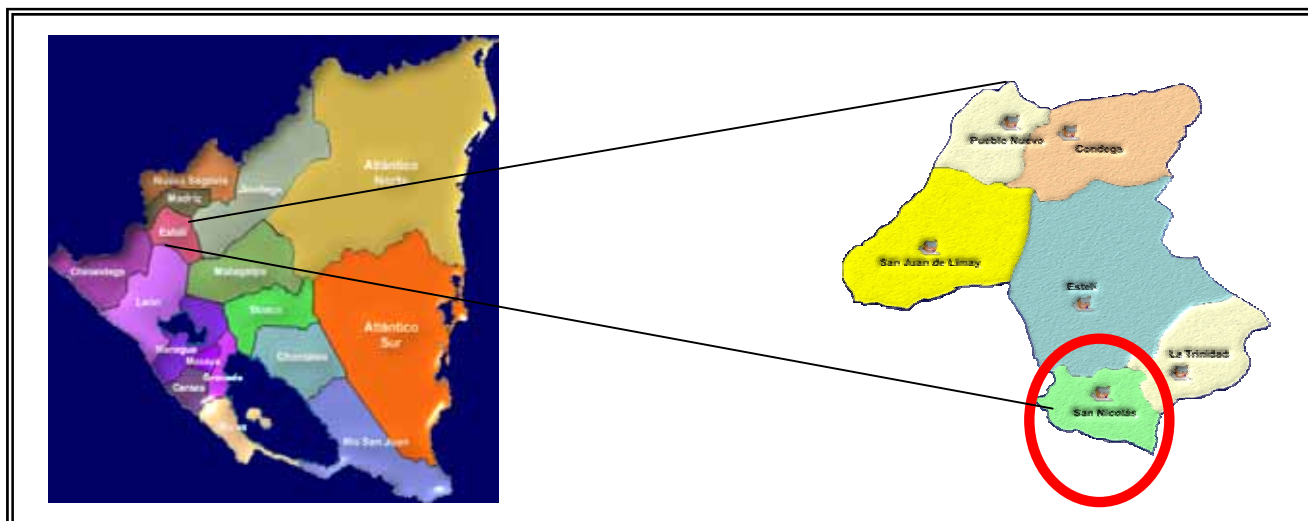 Atlántico
Norte
Nueva Segovia
Jinotega
Madriz
Estelí
Chinandega
Matagalpa
León
Boaco
Atlántico
Sur
Managua
Masaya
Chontales
Granada
Carazo
Rivas
Rio San Juan
Pueblo Nuevo
Condega
San Juan de Limay
Estelí
La Trinidad
San Nicolás